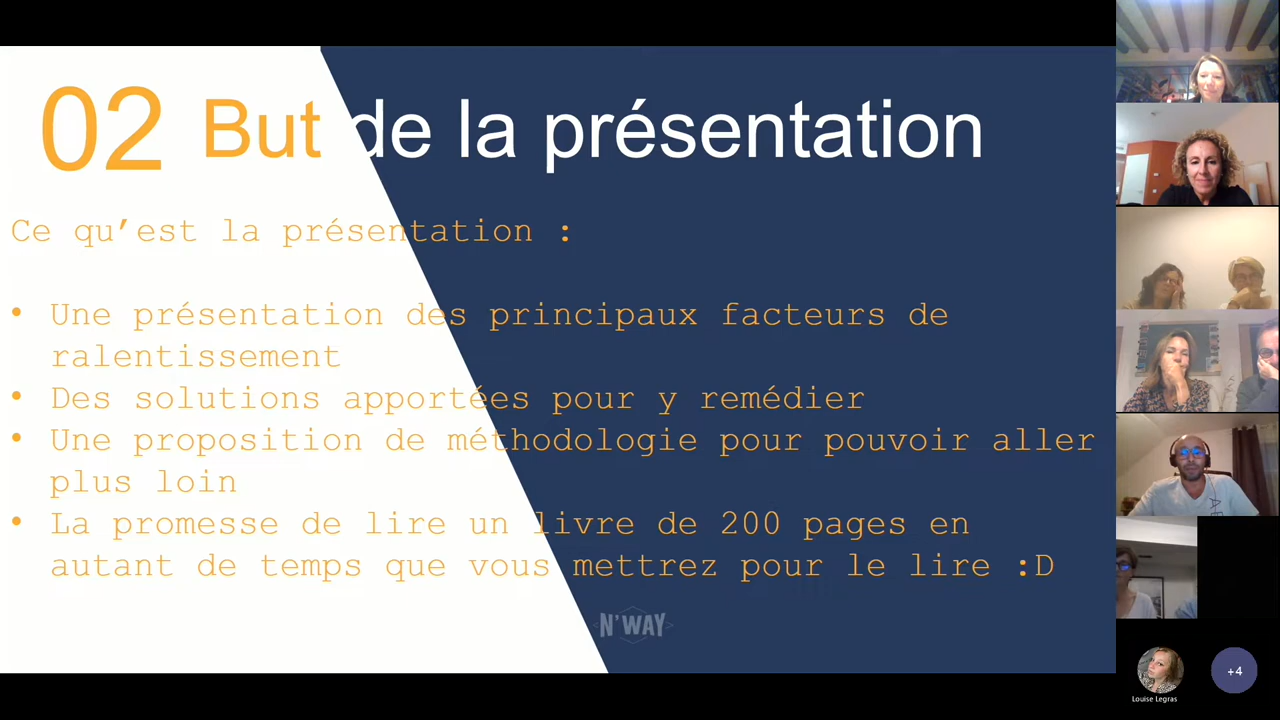 02 But de la présentation
Ce qu’est la présentation :
• Une présentation des principaux facteurs de
ralentissement
• Des solutions apportées pour y remédier
• Une proposition de méthodologie pour pouvoir aller
plus loin
• La promesse de lire un livre de 200 pages en
autant de temps que vous mettrez pour le lire :D
N'WAY
Louise Legras
+4